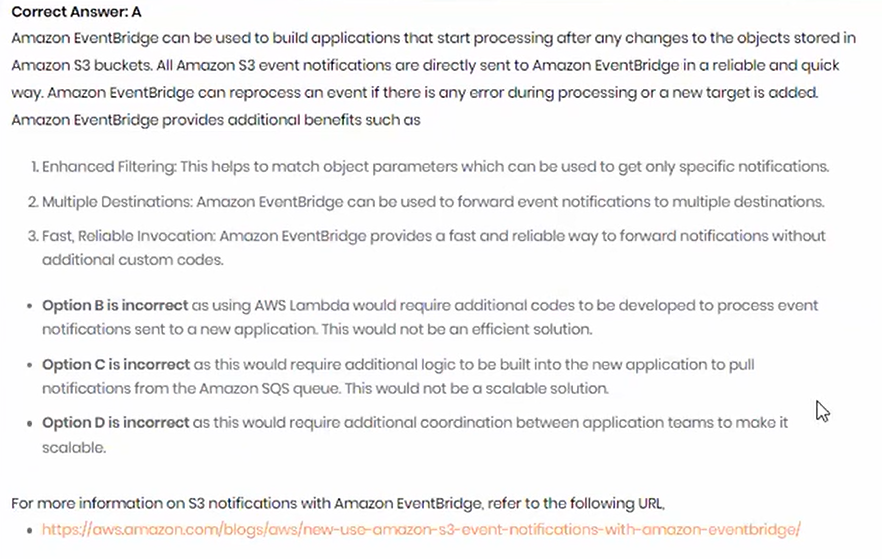 Correct Answer: A
Amazon EventBridge can be used to build applications that start processing after any changes to the objects stored in
Amazon S3 buckets. All Amazon S3 event notifications are directly sent to Amazon EventBridge in a reliable and quick
way. Amazon EventBridge can reprocess an event if there is any error during processing or a new target is added.
Amazon EventBridge provides additional benefits such as
1. Enhanced Filtering: This helps to match object parameters which can be used to get only specific notifications.
2. Multiple Destinations: Amazon EventBridge can be used to forward event notifications to multiple destinations.
3. Fast, Reliable Invocation: Amazon EventBridge provides a fast and reliable way to forward notifications without
additional custom codes.
• Option B is incorrect as using AWS Lambda would require additional codes to be developed to process event
notifications sent to a new application. This would not be an efficient solution.
• Option C is incorrect as this would require additional logic to be built into the new application to pull
notifications from the Amazon SQS queue. This would not be a scalable solution.
• Option D is incorrect as this would require additional coordination between application teams to make it
scalable.
For more information on S3 notifications with Amazon EventBridge, refer to the following URL,
• https://aws.amazon.com/blogs/aws/new-use-amazon-s3-event-notifications-with-amazon-eventbridge/